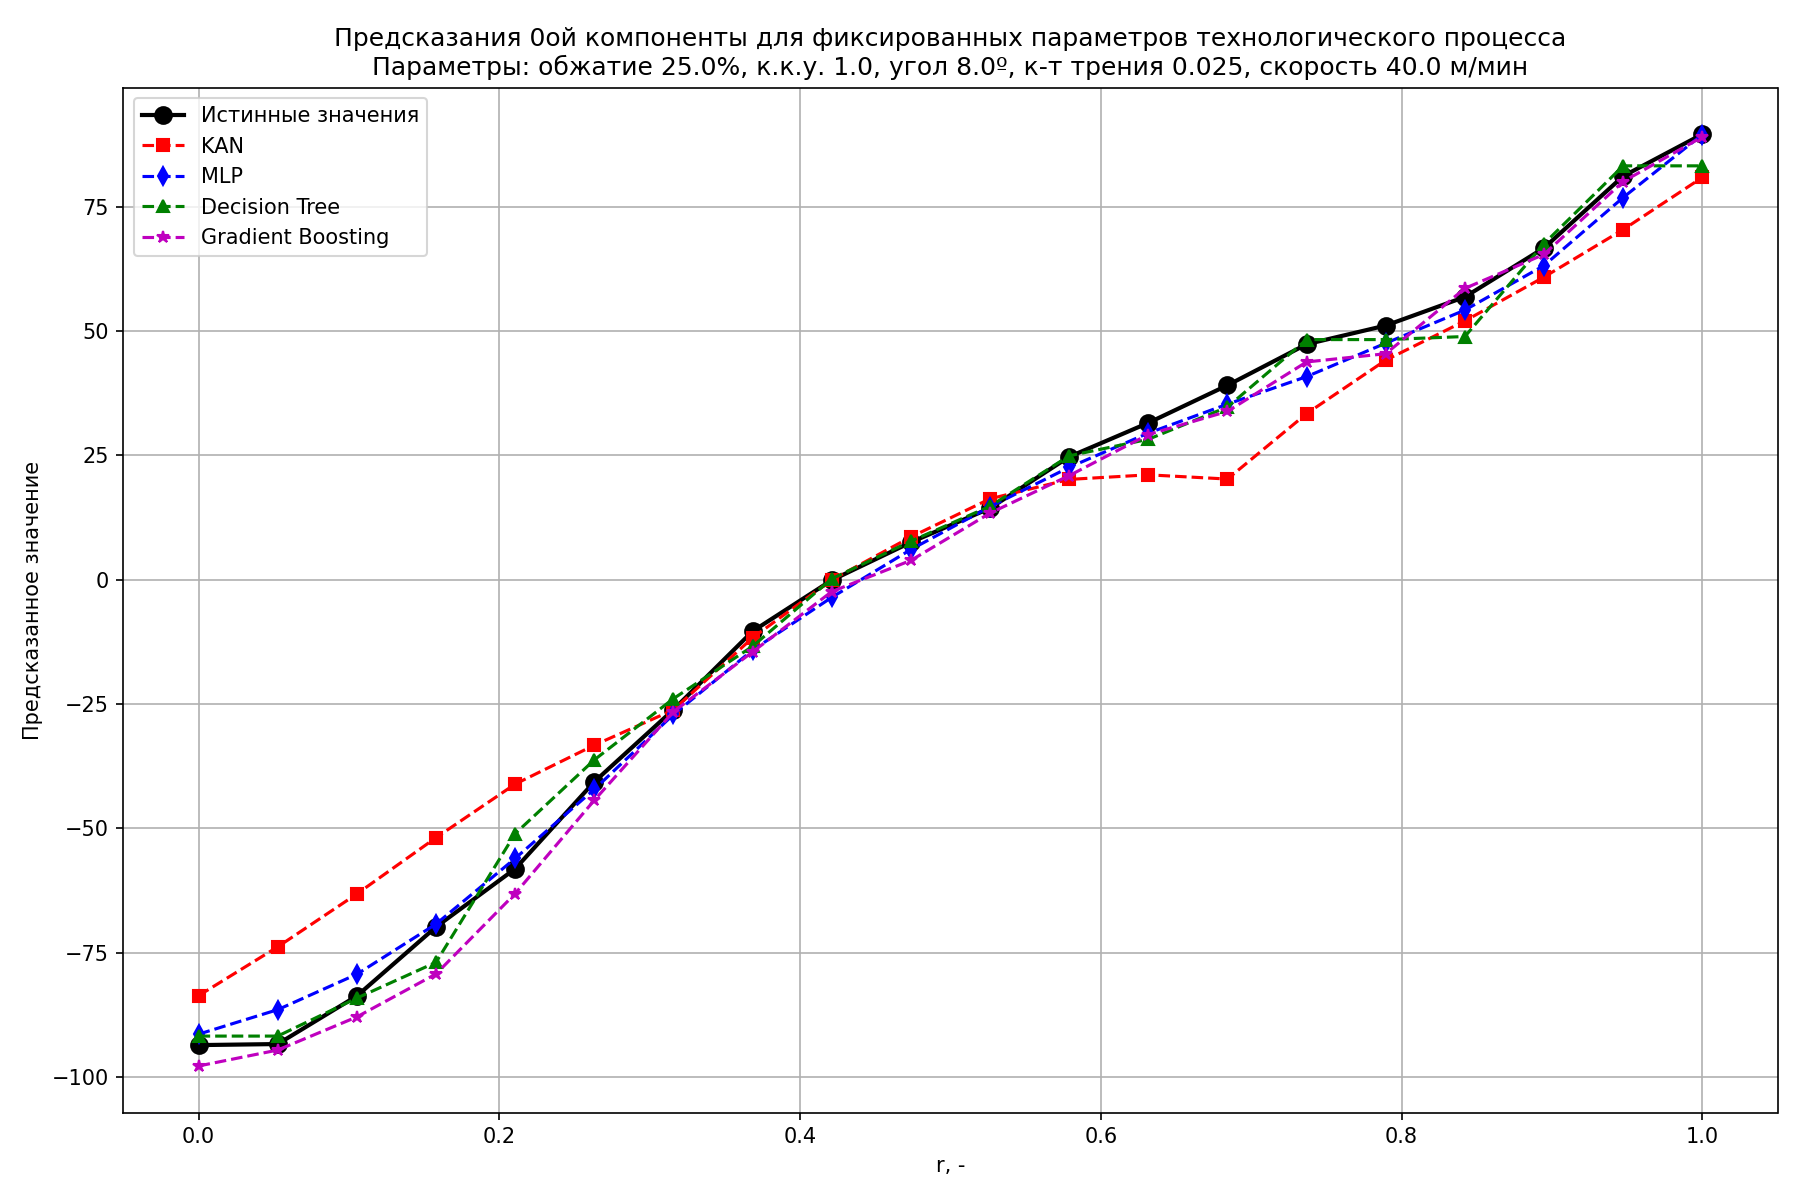 Предсказания 0ой компоненты для фиксированных параметров технологического процесса
Параметры: обжатие 25.0%, к.к.у. 1.0, угол 8.0º, к-т трения 0.025, скорость 40.0 м/мин
Истинные значения
KAN
MLP
Decision Tree
Gradient Boosting
Предсказанное значение
75
50
25
0
−25
−50
−75
−100
0.0 0.2 0.4 0.6 0.8 1.0
r, -